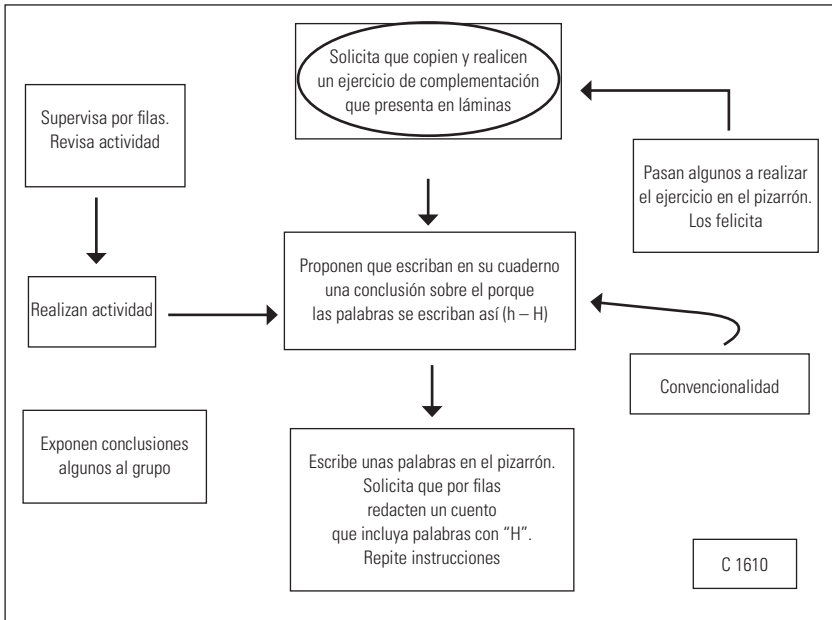 Solicita que copien y realicen
un ejercicio de complementación
que presenta en láminas
Supervisa por filas.
Revisa actividad
Pasan algunos a realizar
el ejercicio en el pizarrón.
Los felicita
Proponen que escriban en su cuaderno
una conclusión sobre el porque
las palabras se escriban así (h – H)
Realizan actividad
Convencionalidad
Exponen conclusiones
algunos al grupo
Escribe unas palabras en el pizarrón.
Solicita que por filas
redacten un cuento
que incluya palabras con “H”.
Repite instrucciones
C 1610